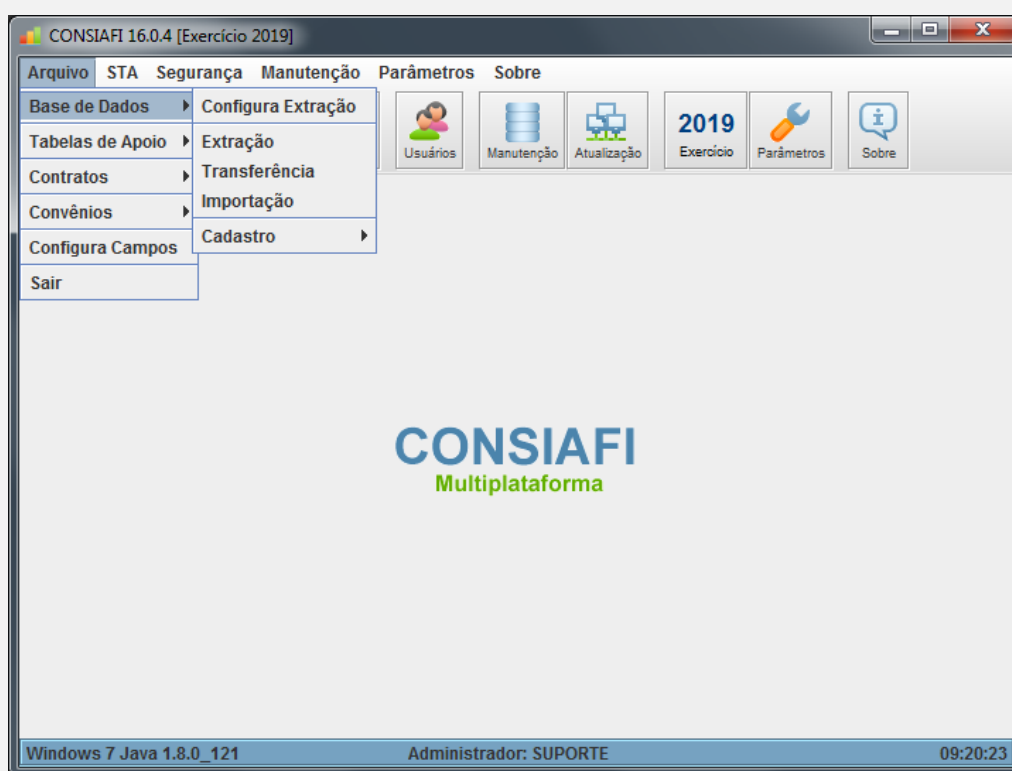 CONSIAFI 16.0.4 [Exercício 2019]
Arquivo STA Segurança Manutenção Parâmetros Sobre
Base de Dados
Tabelas de Apoio
Contratos
Convênios
Configura Campos
Sair
Configura Extração
Extração
Transferência
Importação
Cadastro
Usuários
Manutenção
Atualização
2019
Exercício
Parâmetros
Sobre
CONSIAFI
Multiplataforma
Windows 7 Java 1.8.0_121 Administrador: SUPORTE 09:20:23